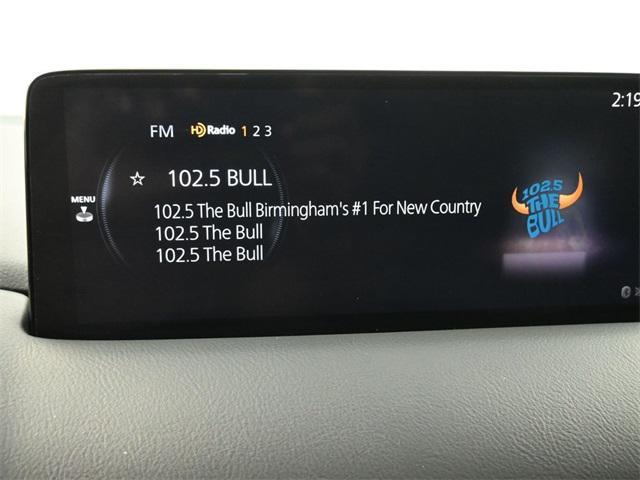 2:19
FM HD Radio 1 2 3
☆ 102.5 BULL
MENU
102.5 The Bull Birmingham's #1 For New Country
102.5 The Bull
102.5 The Bull
102.5
THE
BULL